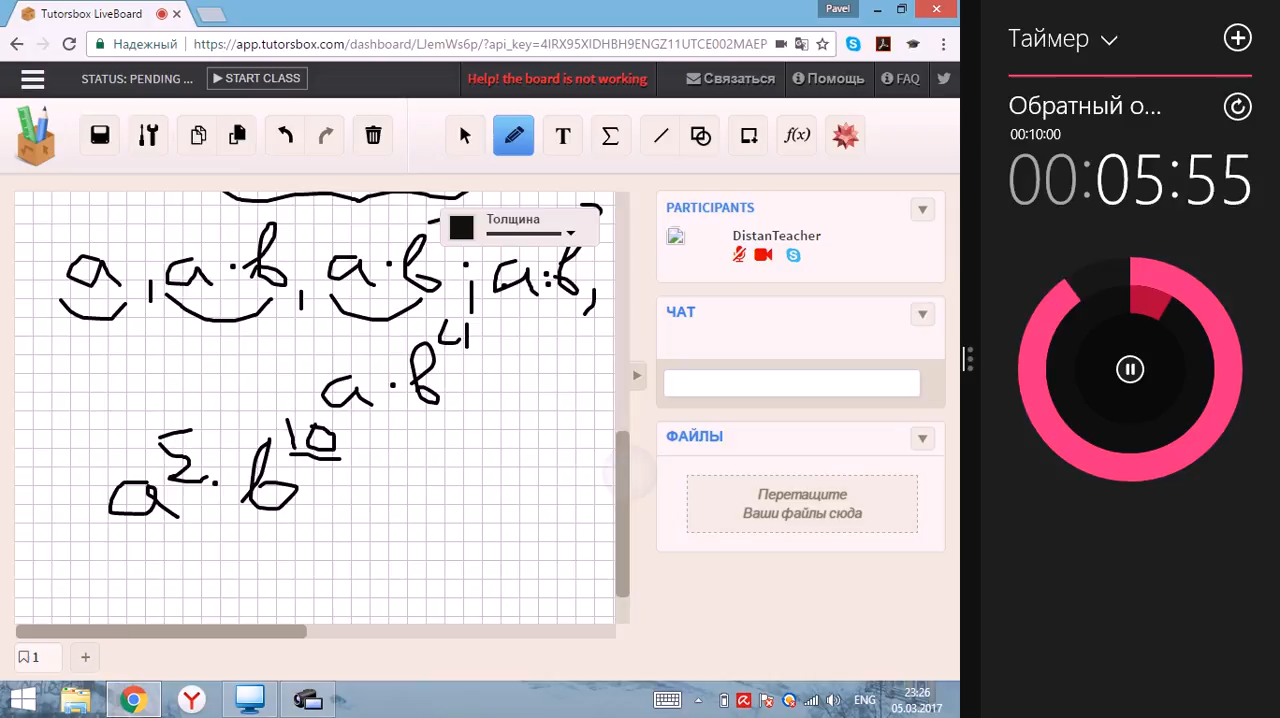 Tutorsbox LiveBoard
Pavel
Надежный
https://app.tutorsbox.com/dashboard/LJemWs6p/?api_key=4IRX95XIDHBH9ENGZ11UTCE002MAEP
STATUS: PENDING ...
START CLASS
Help! the board is not working
Связаться
Помощь
FAQ
T
Σ
f(x)
Толщина
a , a · b , a · b ; a : b ,
a · b⁴
a⁵ · b¹⁰
PARTICIPANTS
DistanTeacher
ЧАТ
ФАЙЛЫ
Перетащите
Ваши файлы сюда
1
+
ENG
23:26
05.03.2017
Таймер
Обратный о...
00:10:00
00:05:55